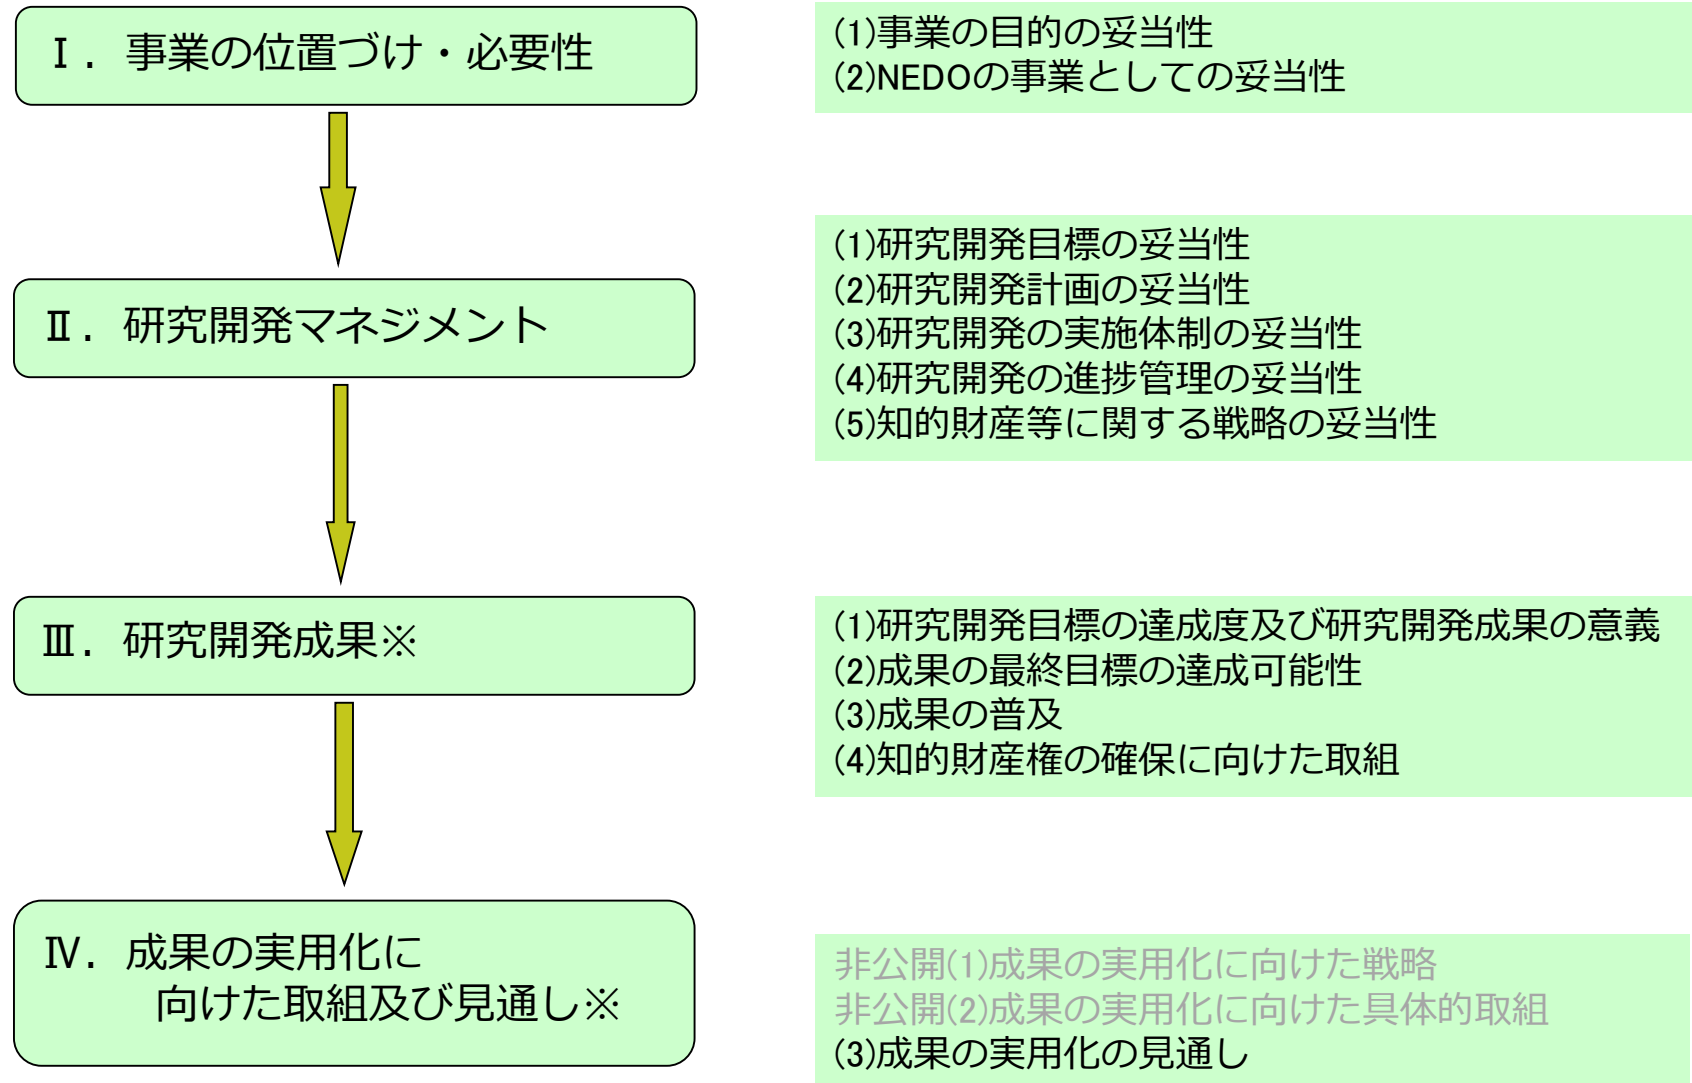 Ⅰ．事業の位置づけ・必要性
(1)事業の目的の妥当性
(2)NEDOの事業としての妥当性
Ⅱ．研究開発マネジメント
(1)研究開発目標の妥当性
(2)研究開発計画の妥当性
(3)研究開発の実施体制の妥当性
(4)研究開発の進捗管理の妥当性
(5)知的財産等に関する戦略の妥当性
Ⅲ．研究開発成果※
(1)研究開発目標の達成度及び研究開発成果の意義
(2)成果の最終目標の達成可能性
(3)成果の普及
(4)知的財産権の確保に向けた取組
Ⅳ．成果の実用化に
向けた取組及び見通し※
非公開(1)成果の実用化に向けた戦略
非公開(2)成果の実用化に向けた具体的取組
(3)成果の実用化の見通し